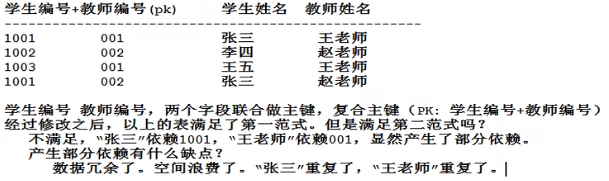 学生编号+教师编号(pk) 学生姓名 教师姓名
----------------------------------------------------
1001 001 张三 王老师
1002 002 李四 赵老师
1003 001 王五 王老师
1001 002 张三 赵老师
学生编号 教师编号，两个字段联合做主键，复合主键（PK: 学生编号+教师编号）
经过修改之后，以上的表满足了第一范式。但是满足第二范式吗？
不满足，“张三”依赖1001，“王老师”依赖001，显然产生了部分依赖。
产生部分依赖有什么缺点？
数据冗余了。空间浪费了。“张三”重复了，“王老师”重复了。